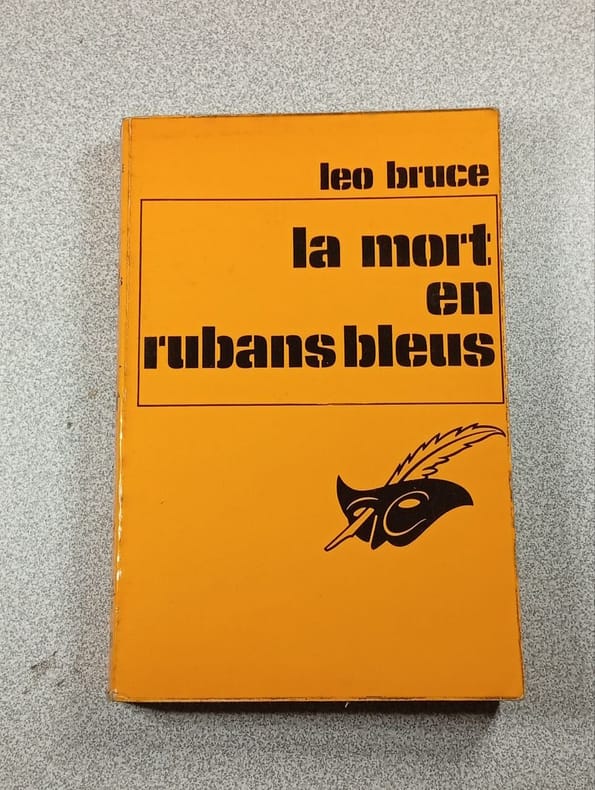 leo bruce
la mort
en
rubans bleus